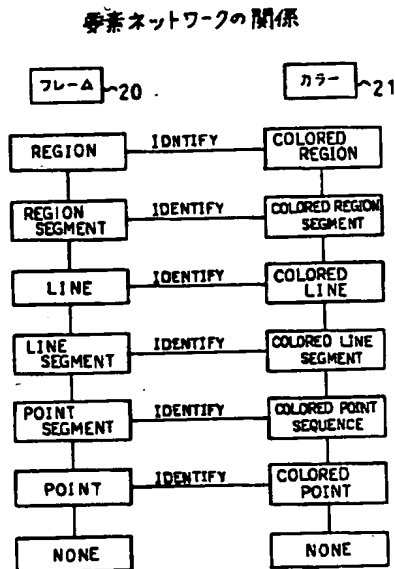 要素ネットワークの関係
フレーム 20
カラー 21
REGION
IDNTIFY
COLORED
REGION
REGION
SEGMENT
IDENTIFY
COLORED REGION
SEGMENT
LINE
IDENTIFY
COLORED
LINE
LINE
SEGMENT
IDENTIFY
COLORED LINE
SEGMENT
POINT
SEGMENT
IDENTIFY
COLORED POINT
SEQUENCE
POINT
IDENTIFY
COLORED
POINT
NONE
NONE